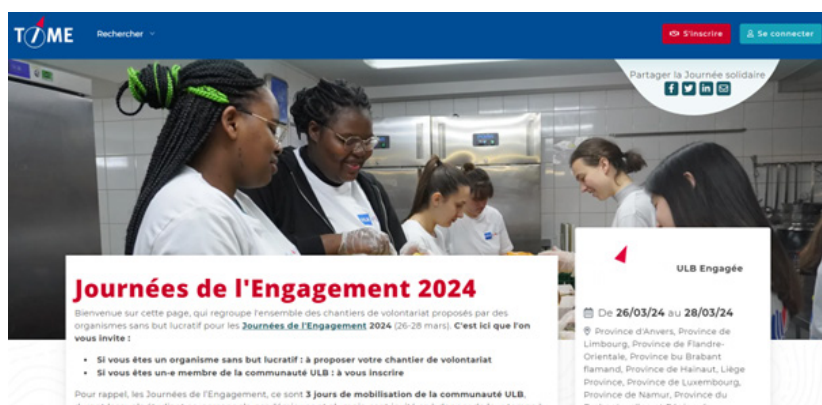 TIME
Rechercher
S'inscrire
Se connecter
Partager la Journée solidaire
Journées de l'Engagement 2024
Bienvenue sur cette page, qui regroupe l'ensemble des chantiers de volontariat proposés par des
organismes sans but lucratif pour les Journées de l'Engagement 2024 (26-28 mars). C'est ici que l'on
vous invite :
• Si vous êtes un organisme sans but lucratif : à proposer votre chantier de volontariat
• Si vous êtes un·e membre de la communauté ULB : à vous inscrire
Pour rappel, les Journées de l'Engagement, ce sont 3 jours de mobilisation de la communauté ULB,
ULB Engagée
De 26/03/24 au 28/03/24
Province d'Anvers, Province de
Limbourg, Province de Flandre-
Orientale, Province bu Brabant
flamand, Province de Hainaut, Liège
Province, Province de Luxembourg,
Province de Namur, Province du